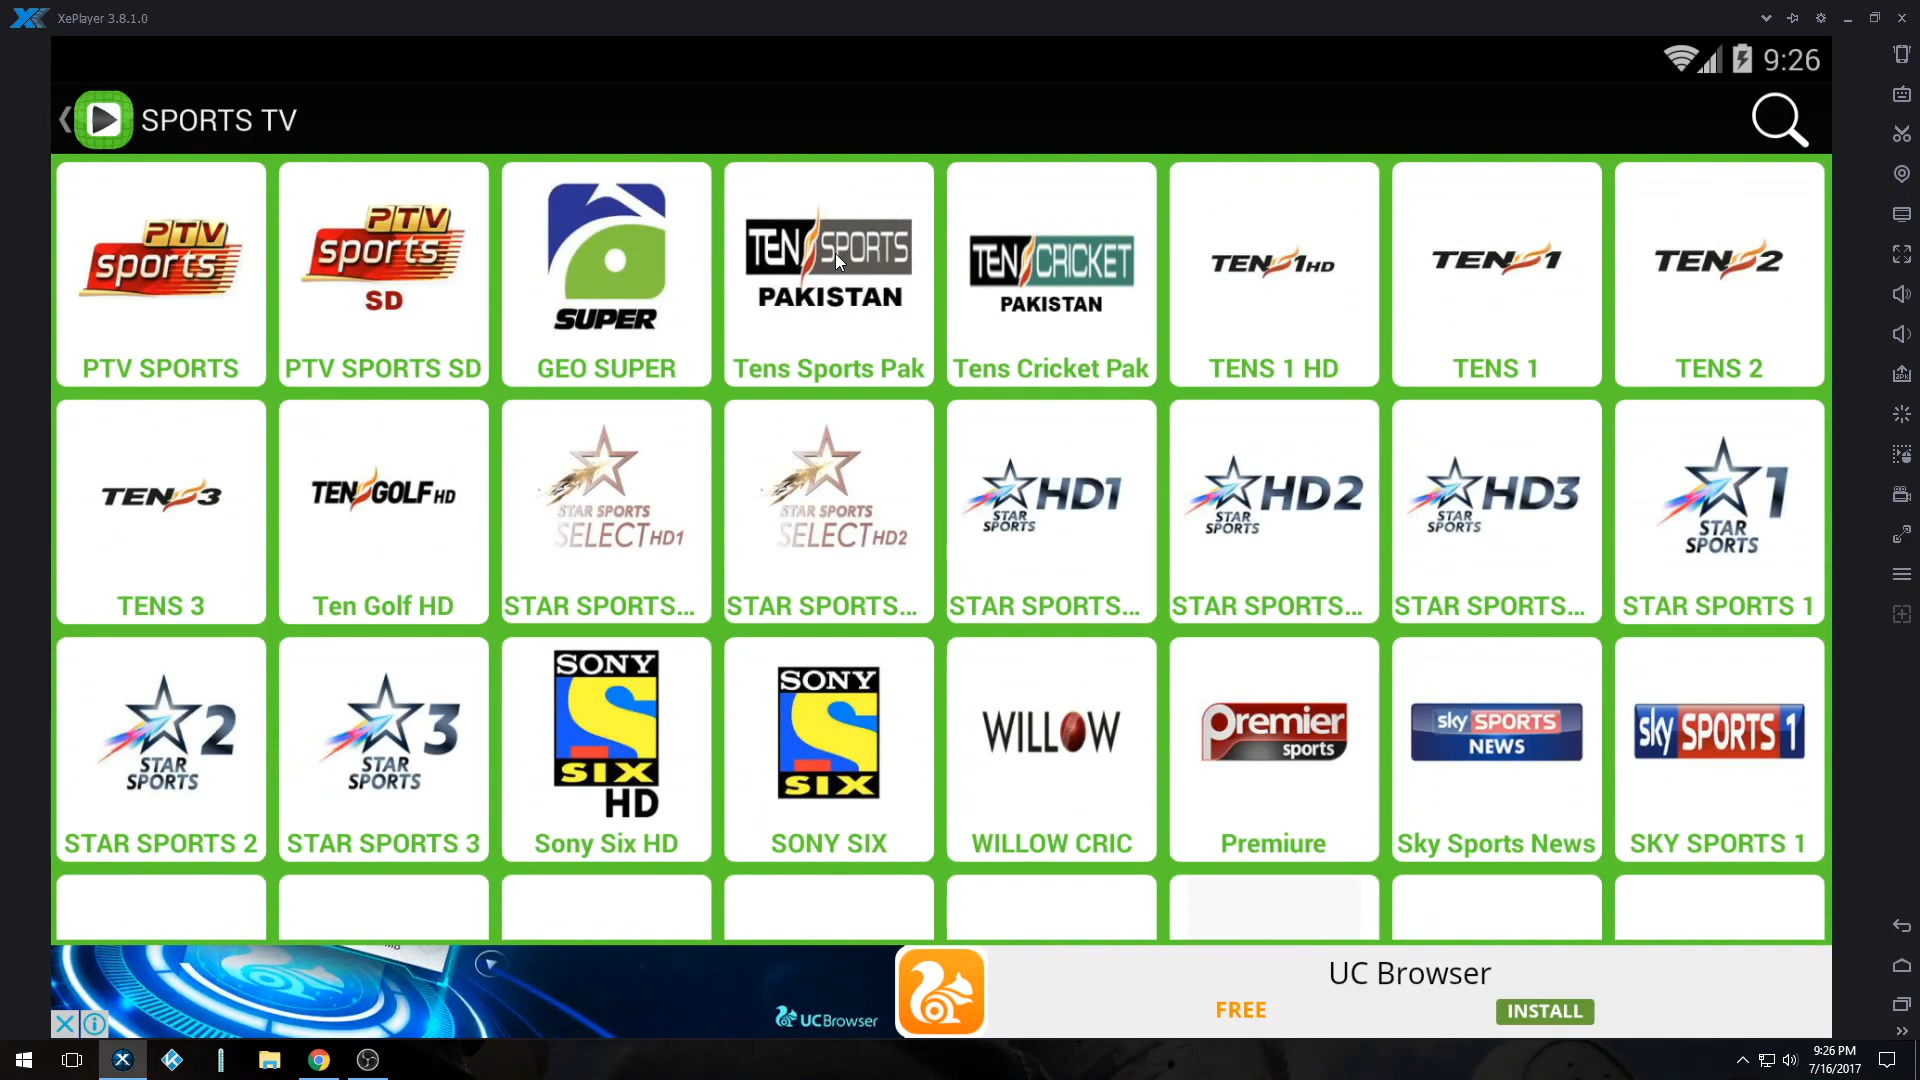 XePlayer 3.8.1.0
9:26
SPORTS TV
PTV
sports
PTV SPORTS
PTV
sports
SD
PTV SPORTS SD
SUPER
GEO SUPER
TEN SPORTS
PAKISTAN
Tens Sports Pak
TEN CRICKET
PAKISTAN
Tens Cricket Pak
TEN 1 HD
TENS 1 HD
TEN 1
TENS 1
TEN 2
TENS 2
TEN 3
TENS 3
TEN GOLF HD
Ten Golf HD
STAR SPORTS
SELECT HD1
STAR SPORTS...
STAR SPORTS
SELECT HD2
STAR SPORTS...
HD1
STAR
SPORTS
STAR SPORTS...
HD2
STAR
SPORTS
STAR SPORTS...
HD3
STAR
SPORTS
STAR SPORTS...
1
STAR
SPORTS
STAR SPORTS 1
2
STAR
SPORTS
STAR SPORTS 2
3
STAR
SPORTS
STAR SPORTS 3
SONY
SIX
HD
Sony Six HD
SONY
SIX
SONY SIX
WILLOW
WILLOW CRIC
Premier
sports
Premiure
sky SPORTS
NEWS
Sky Sports News
sky SPORTS 1
SKY SPORTS 1
UCBrowser
UC Browser
FREE
INSTALL
9:26 PM
7/16/2017